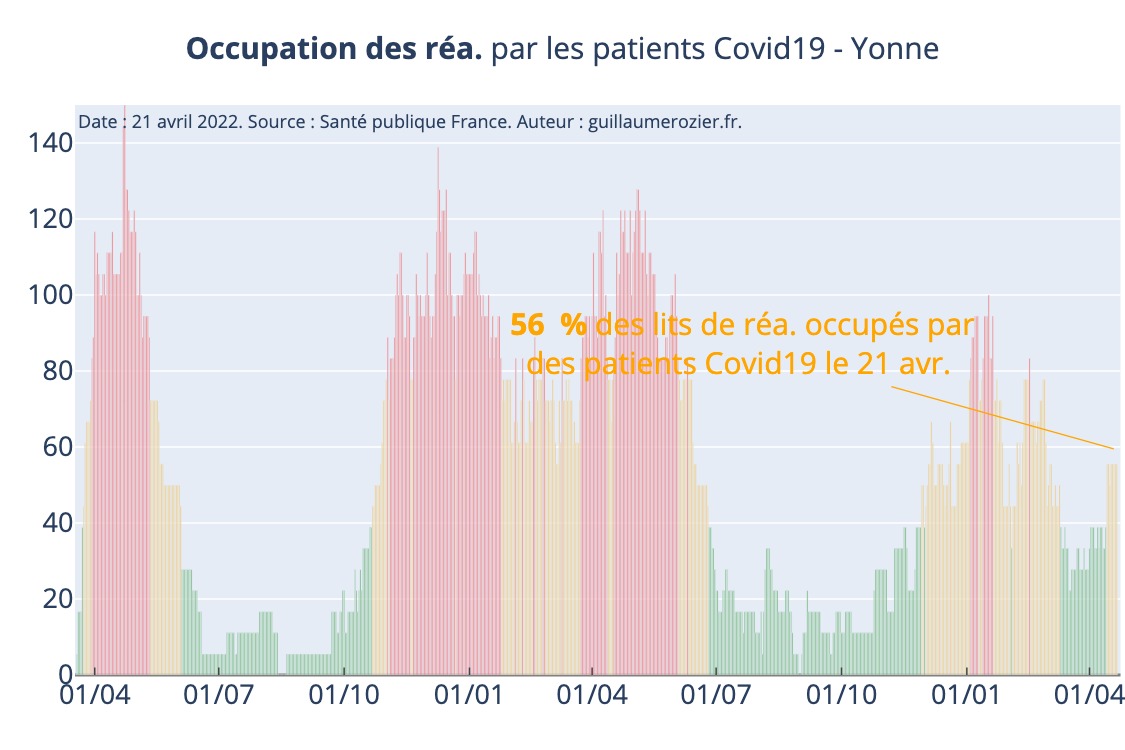 Occupation des réa. par les patients Covid19 - Yonne
Date : 21 avril 2022. Source : Santé publique France. Auteur : guillaumerozier.fr.
140
120
100
56 % des lits de réa. occupés par
des patients Covid19 le 21 avr.
80
60
40
20
0
01/04 01/07 01/10 01/01 01/04 01/07 01/10 01/01 01/04